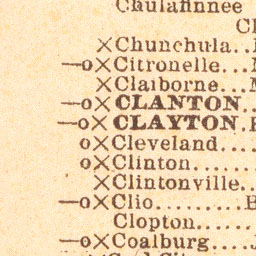 Chulafinnee
C
×Chunchula..
—o×Citronelle...
×Claiborne...
—o×CLANTON..
—o×CLAYTON.
o×Cleveland....
o×Clinton.......
×Clintonville..
—o×Clio..........B
Clopton......
—o×Coalburg....J